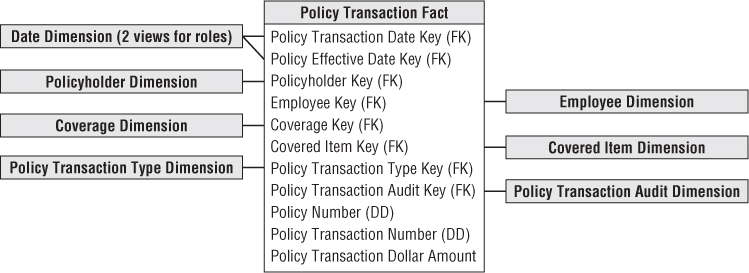 Policy Transaction Fact
Date Dimension (2 views for roles)
Policy Transaction Date Key (FK)
Policy Effective Date Key (FK)
Policyholder Dimension
Policyholder Key (FK)
Employee Key (FK)
Employee Dimension
Coverage Dimension
Coverage Key (FK)
Covered Item Key (FK)
Covered Item Dimension
Policy Transaction Type Dimension
Policy Transaction Type Key (FK)
Policy Transaction Audit Key (FK)
Policy Transaction Audit Dimension
Policy Number (DD)
Policy Transaction Number (DD)
Policy Transaction Dollar Amount